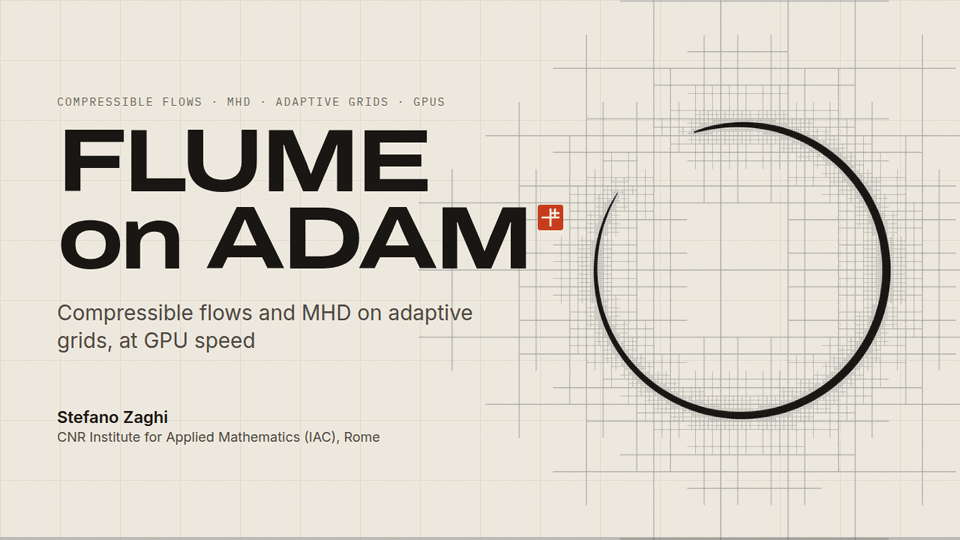 COMPRESSIBLE FLOWS · MHD · ADAPTIVE GRIDS · GPUS
FLUME
on ADAM
Compressible flows and MHD on adaptive
grids, at GPU speed
Stefano Zaghi
CNR Institute for Applied Mathematics (IAC), Rome